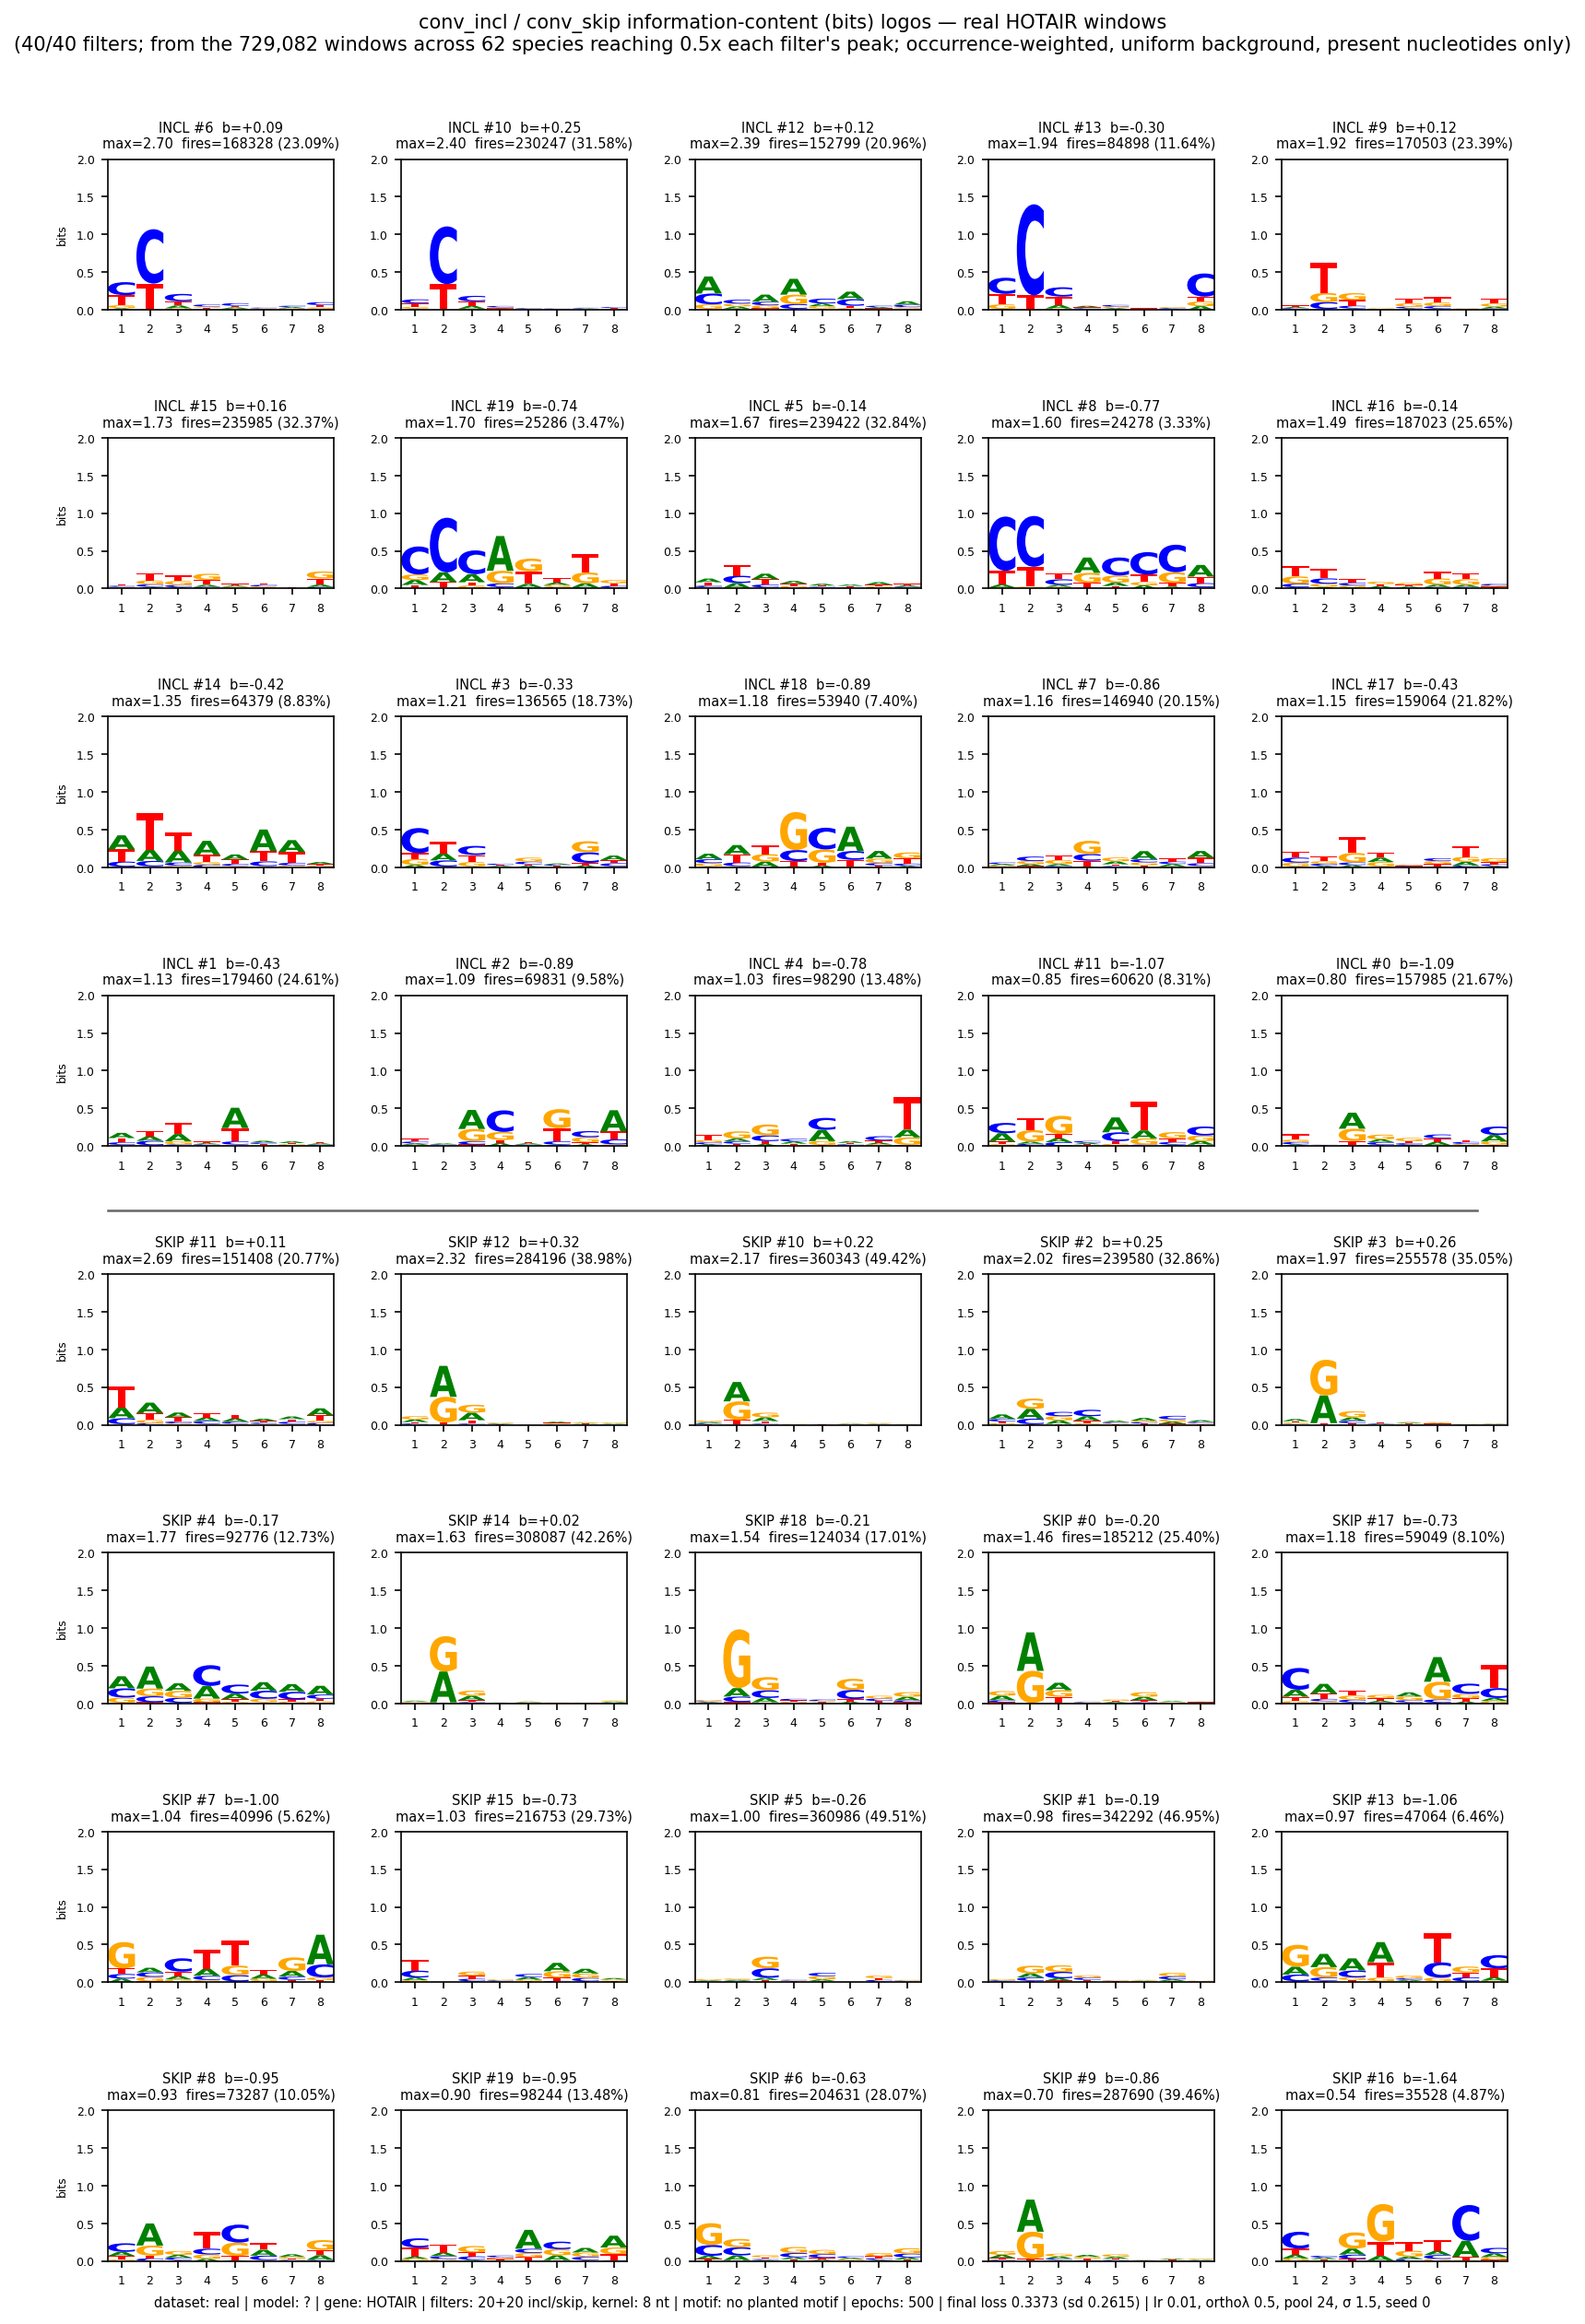 conv_incl / conv_skip information-content (bits) logos — real HOTAIR windows
(40/40 filters; from the 729,082 windows across 62 species reaching 0.5x each filter's peak; occurrence-weighted, uniform background, present nucleotides only)
INCL #6 b=+0.09
max=2.70 fires=168328 (23.09%)
INCL #10 b=+0.25
max=2.40 fires=230247 (31.58%)
INCL #12 b=+0.12
max=2.39 fires=152799 (20.96%)
INCL #13 b=-0.30
max=1.94 fires=84898 (11.64%)
INCL #9 b=+0.12
max=1.92 fires=170503 (23.39%)
bits
INCL #15 b=+0.16
max=1.73 fires=235985 (32.37%)
INCL #19 b=-0.74
max=1.70 fires=25286 (3.47%)
INCL #5 b=-0.14
max=1.67 fires=239422 (32.84%)
INCL #8 b=-0.77
max=1.60 fires=24278 (3.33%)
INCL #16 b=-0.14
max=1.49 fires=187023 (25.65%)
bits
INCL #14 b=-0.42
max=1.35 fires=64379 (8.83%)
INCL #3 b=-0.33
max=1.21 fires=136565 (18.73%)
INCL #18 b=-0.89
max=1.18 fires=53940 (7.40%)
INCL #7 b=-0.86
max=1.16 fires=146940 (20.15%)
INCL #17 b=-0.43
max=1.15 fires=159064 (21.82%)
bits
INCL #1 b=-0.43
max=1.13 fires=179460 (24.61%)
INCL #2 b=-0.89
max=1.09 fires=69831 (9.58%)
INCL #4 b=-0.78
max=1.03 fires=98290 (13.48%)
INCL #11 b=-1.07
max=0.85 fires=60620 (8.31%)
INCL #0 b=-1.09
max=0.80 fires=157985 (21.67%)
bits
SKIP #11 b=+0.11
max=2.69 fires=151408 (20.77%)
SKIP #12 b=+0.32
max=2.32 fires=284196 (38.98%)
SKIP #10 b=+0.22
max=2.17 fires=360343 (49.42%)
SKIP #2 b=+0.25
max=2.02 fires=239580 (32.86%)
SKIP #3 b=+0.26
max=1.97 fires=255578 (35.05%)
bits
SKIP #4 b=-0.17
max=1.77 fires=92776 (12.73%)
SKIP #14 b=+0.02
max=1.63 fires=308087 (42.26%)
SKIP #18 b=-0.21
max=1.54 fires=124034 (17.01%)
SKIP #0 b=-0.20
max=1.46 fires=185212 (25.40%)
SKIP #17 b=-0.73
max=1.18 fires=59049 (8.10%)
bits
SKIP #7 b=-1.00
max=1.04 fires=40996 (5.62%)
SKIP #15 b=-0.73
max=1.03 fires=216753 (29.73%)
SKIP #5 b=-0.26
max=1.00 fires=360986 (49.51%)
SKIP #1 b=-0.19
max=0.98 fires=342292 (46.95%)
SKIP #13 b=-1.06
max=0.97 fires=47064 (6.46%)
bits
SKIP #8 b=-0.95
max=0.93 fires=73287 (10.05%)
SKIP #19 b=-0.95
max=0.90 fires=98244 (13.48%)
SKIP #6 b=-0.63
max=0.81 fires=204631 (28.07%)
SKIP #9 b=-0.86
max=0.70 fires=287690 (39.46%)
SKIP #16 b=-1.64
max=0.54 fires=35528 (4.87%)
bits
dataset: real | model: ? | gene: HOTAIR | filters: 20+20 incl/skip, kernel: 8 nt | motif: no planted motif | epochs: 500 | final loss 0.3373 (sd 0.2615) | lr 0.01, orthoλ 0.5, pool 24, σ 1.5, seed 0